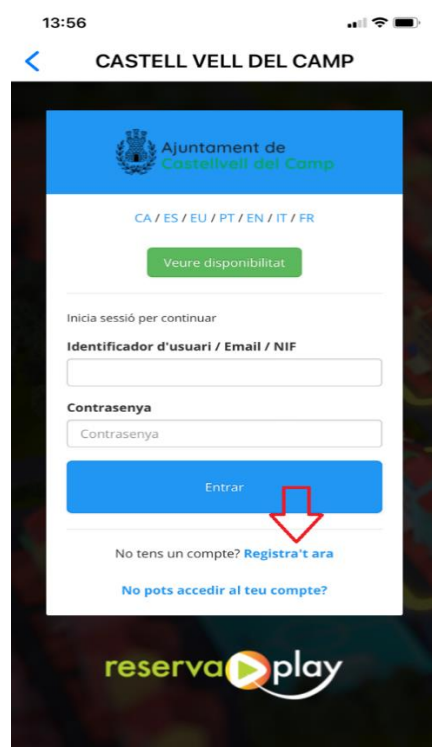 13:56
CASTELL VELL DEL CAMP
Ajuntament de
Castellvell del Camp
CA / ES / EU / PT / EN / IT / FR
Veure disponibilitat
Inicia sessió per continuar
Identificador d'usuari / Email / NIF
Contrasenya
Contrasenya
Entrar
No tens un compte? Registra't ara
No pots accedir al teu compte?
reserva play